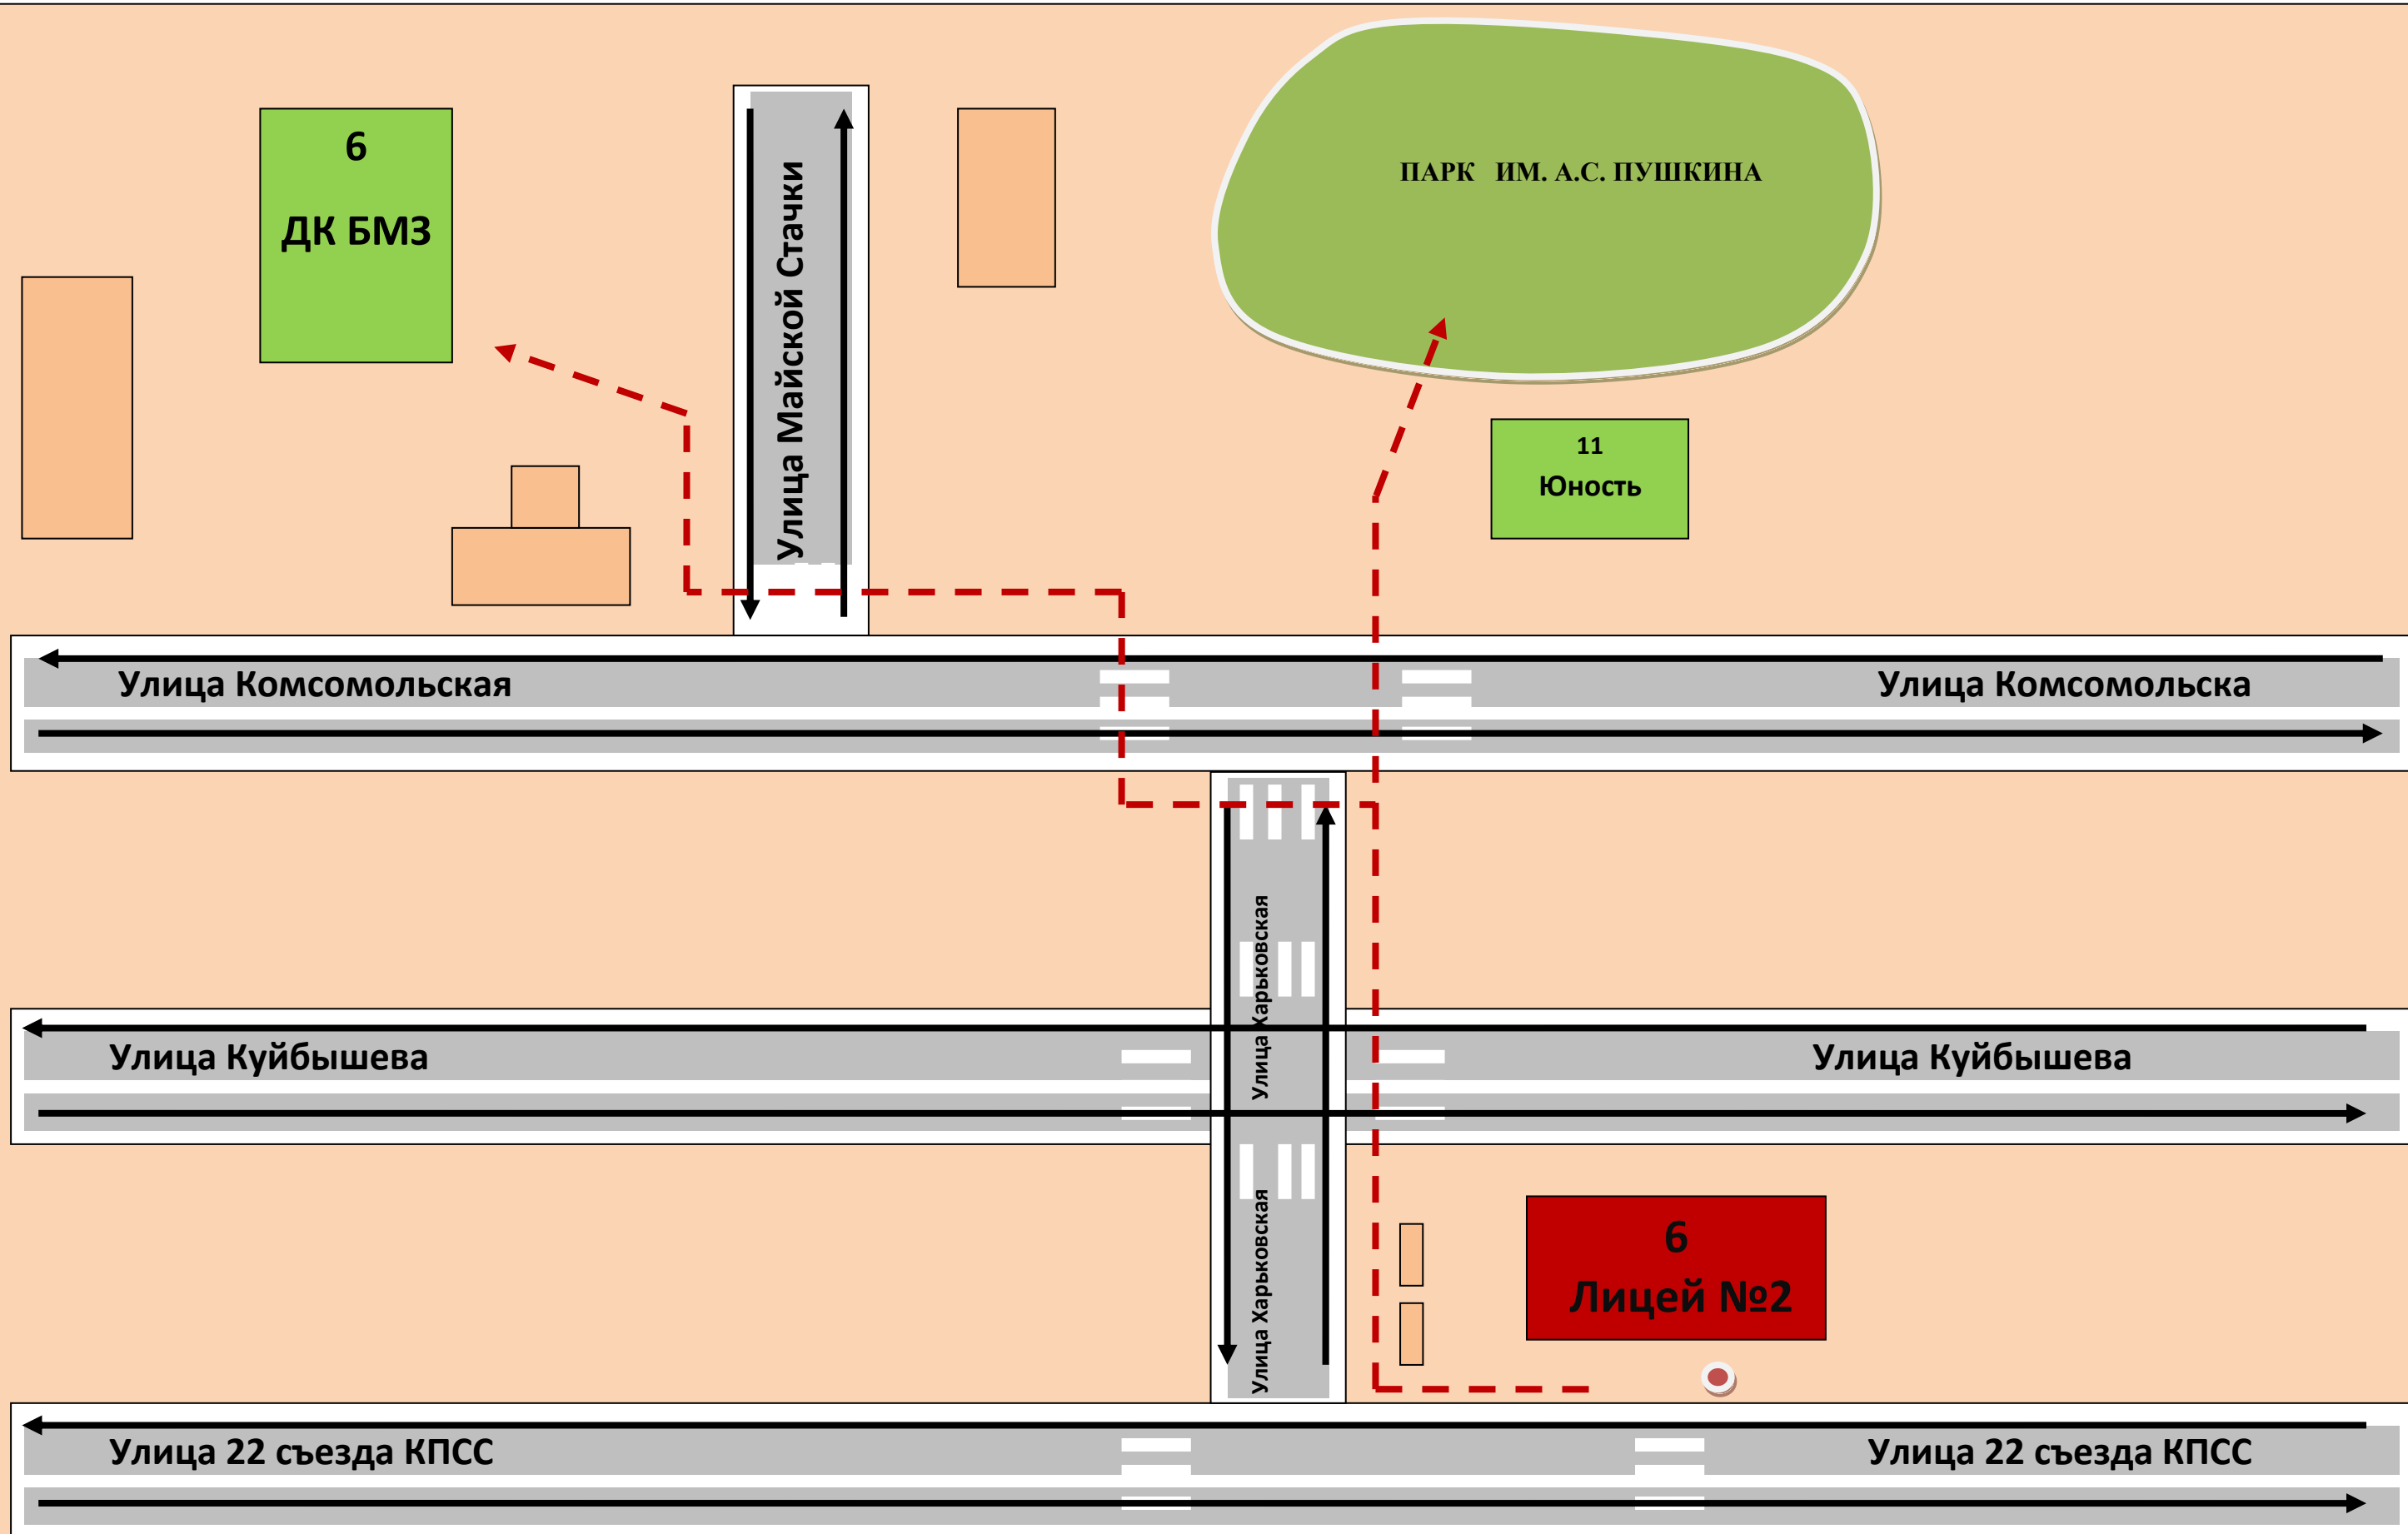 6
ДК БМЗ
Улица Майской Стачки
ПАРК ИМ. А.С. ПУШКИНА
11
Юность
Улица Комсомольская
Улица Комсомольска
Улица Харьковская
Улица Куйбышева
Улица Куйбышева
Улица Харьковская
6
Лицей №2
Улица 22 съезда КПСС
Улица 22 съезда КПСС